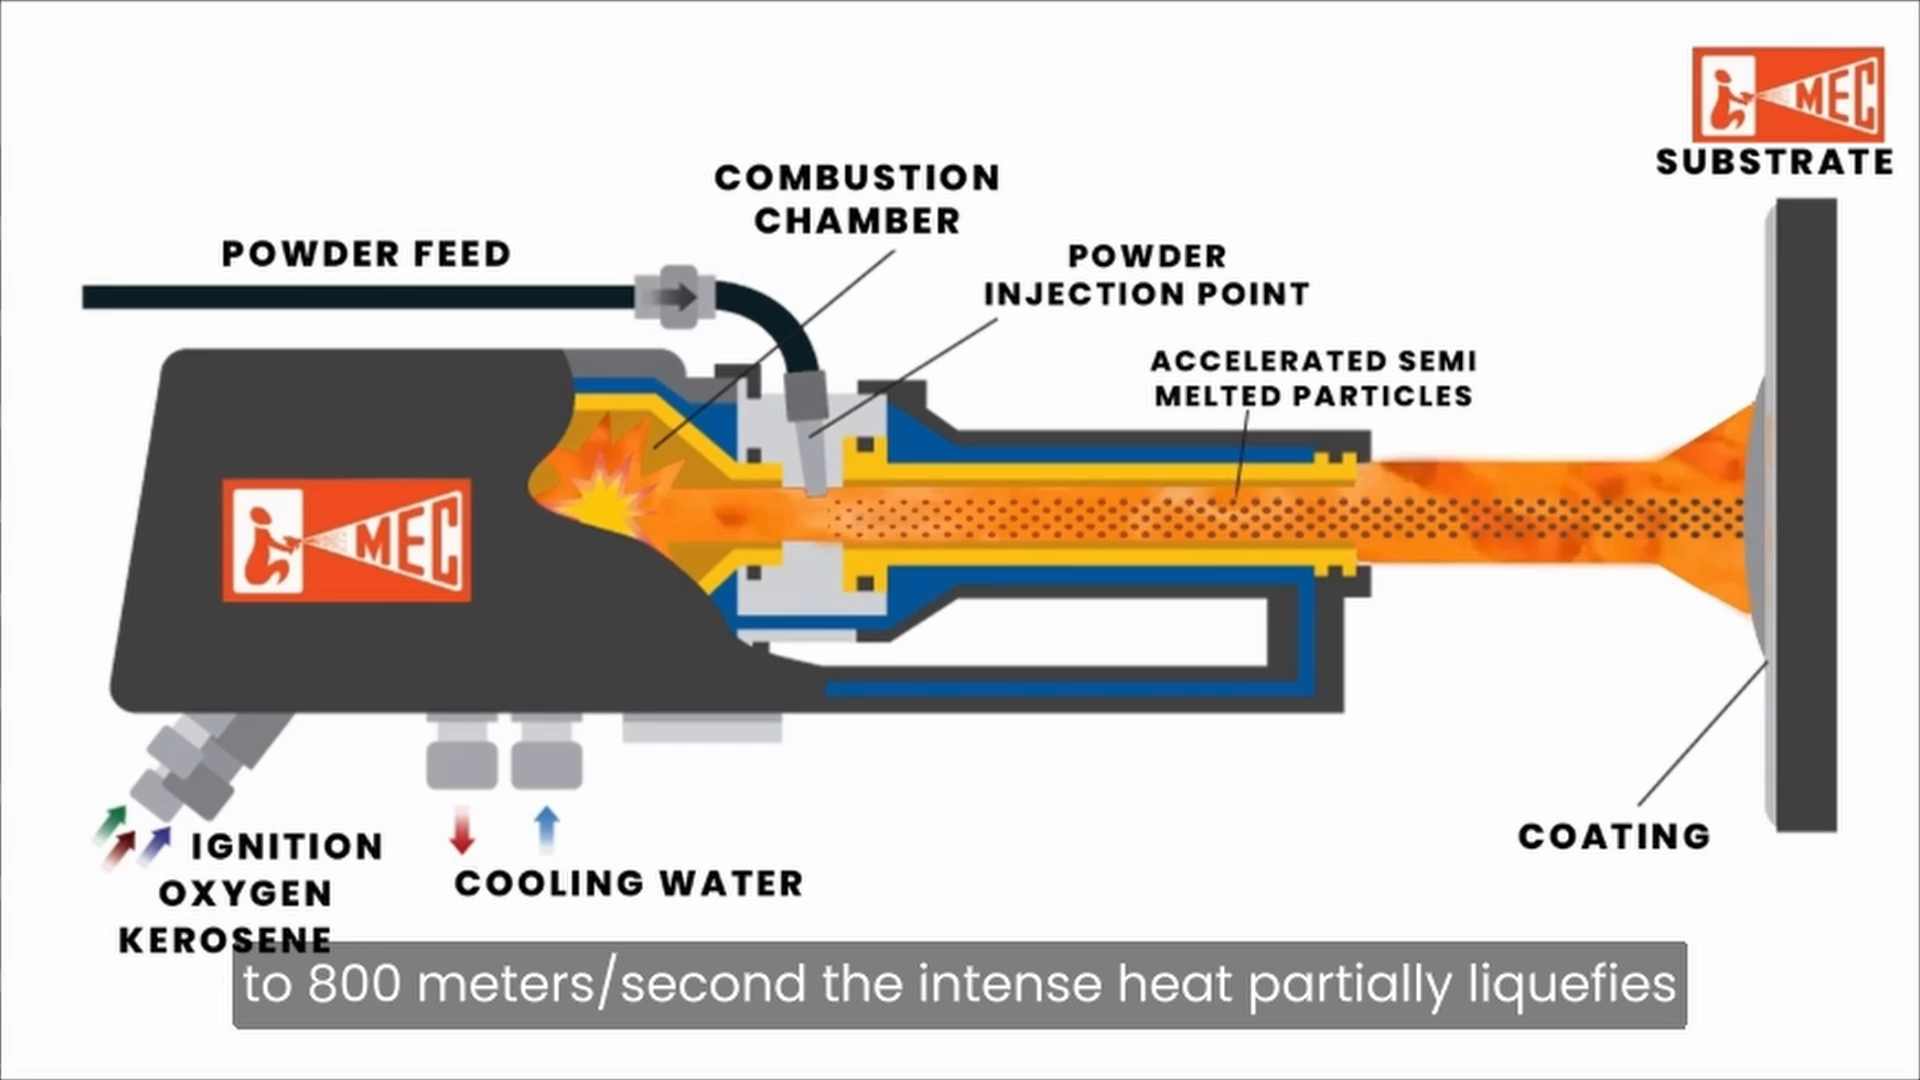 MEC
SUBSTRATE
COMBUSTION
CHAMBER
POWDER FEED
POWDER
INJECTION POINT
ACCELERATED SEMI
MELTED PARTICLES
MEC
IGNITION
OXYGEN
KEROSENE
COOLING WATER
COATING
to 800 meters/second the intense heat partially liquefies